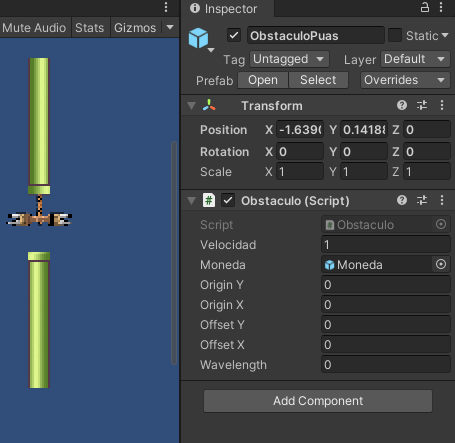 Inspector
Mute Audio Stats Gizmos
ObstaculoPuas Static
Tag Untagged Layer Default
Prefab Open Select Overrides
Transform
Position X -1.639 Y 0.1418 Z 0
Rotation X 0 Y 0 Z 0
Scale X 1 Y 1 Z 1
# Obstaculo (Script)
Script # Obstaculo
Velocidad 1
Moneda Moneda
Origin Y 0
Origin X 0
Offset Y 0
Offset X 0
Wavelength 0
Add Component